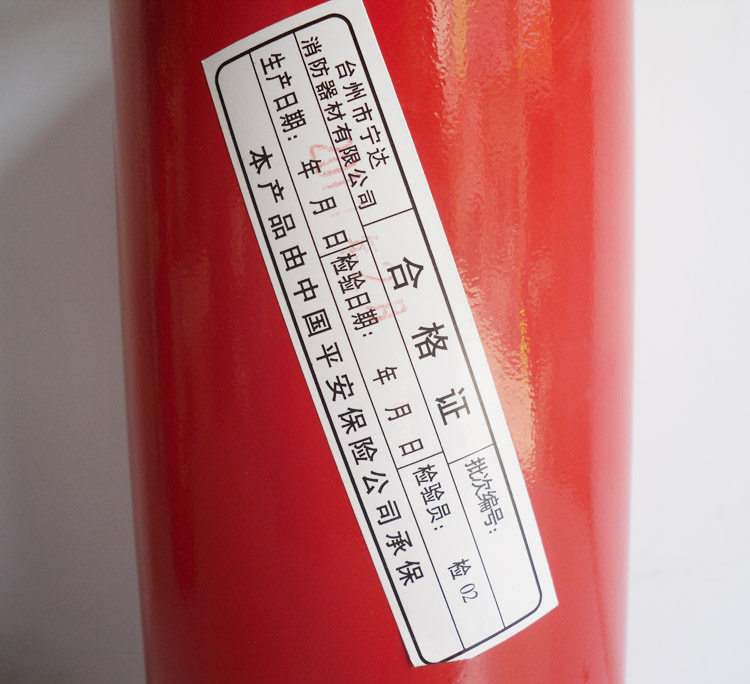 台州市宁达
消防器材有限公司
合格证
批次编号：
生产日期： 年 月 日
检验日期： 年 月 日
检验员： 检02
本产品由中国平安保险公司承保